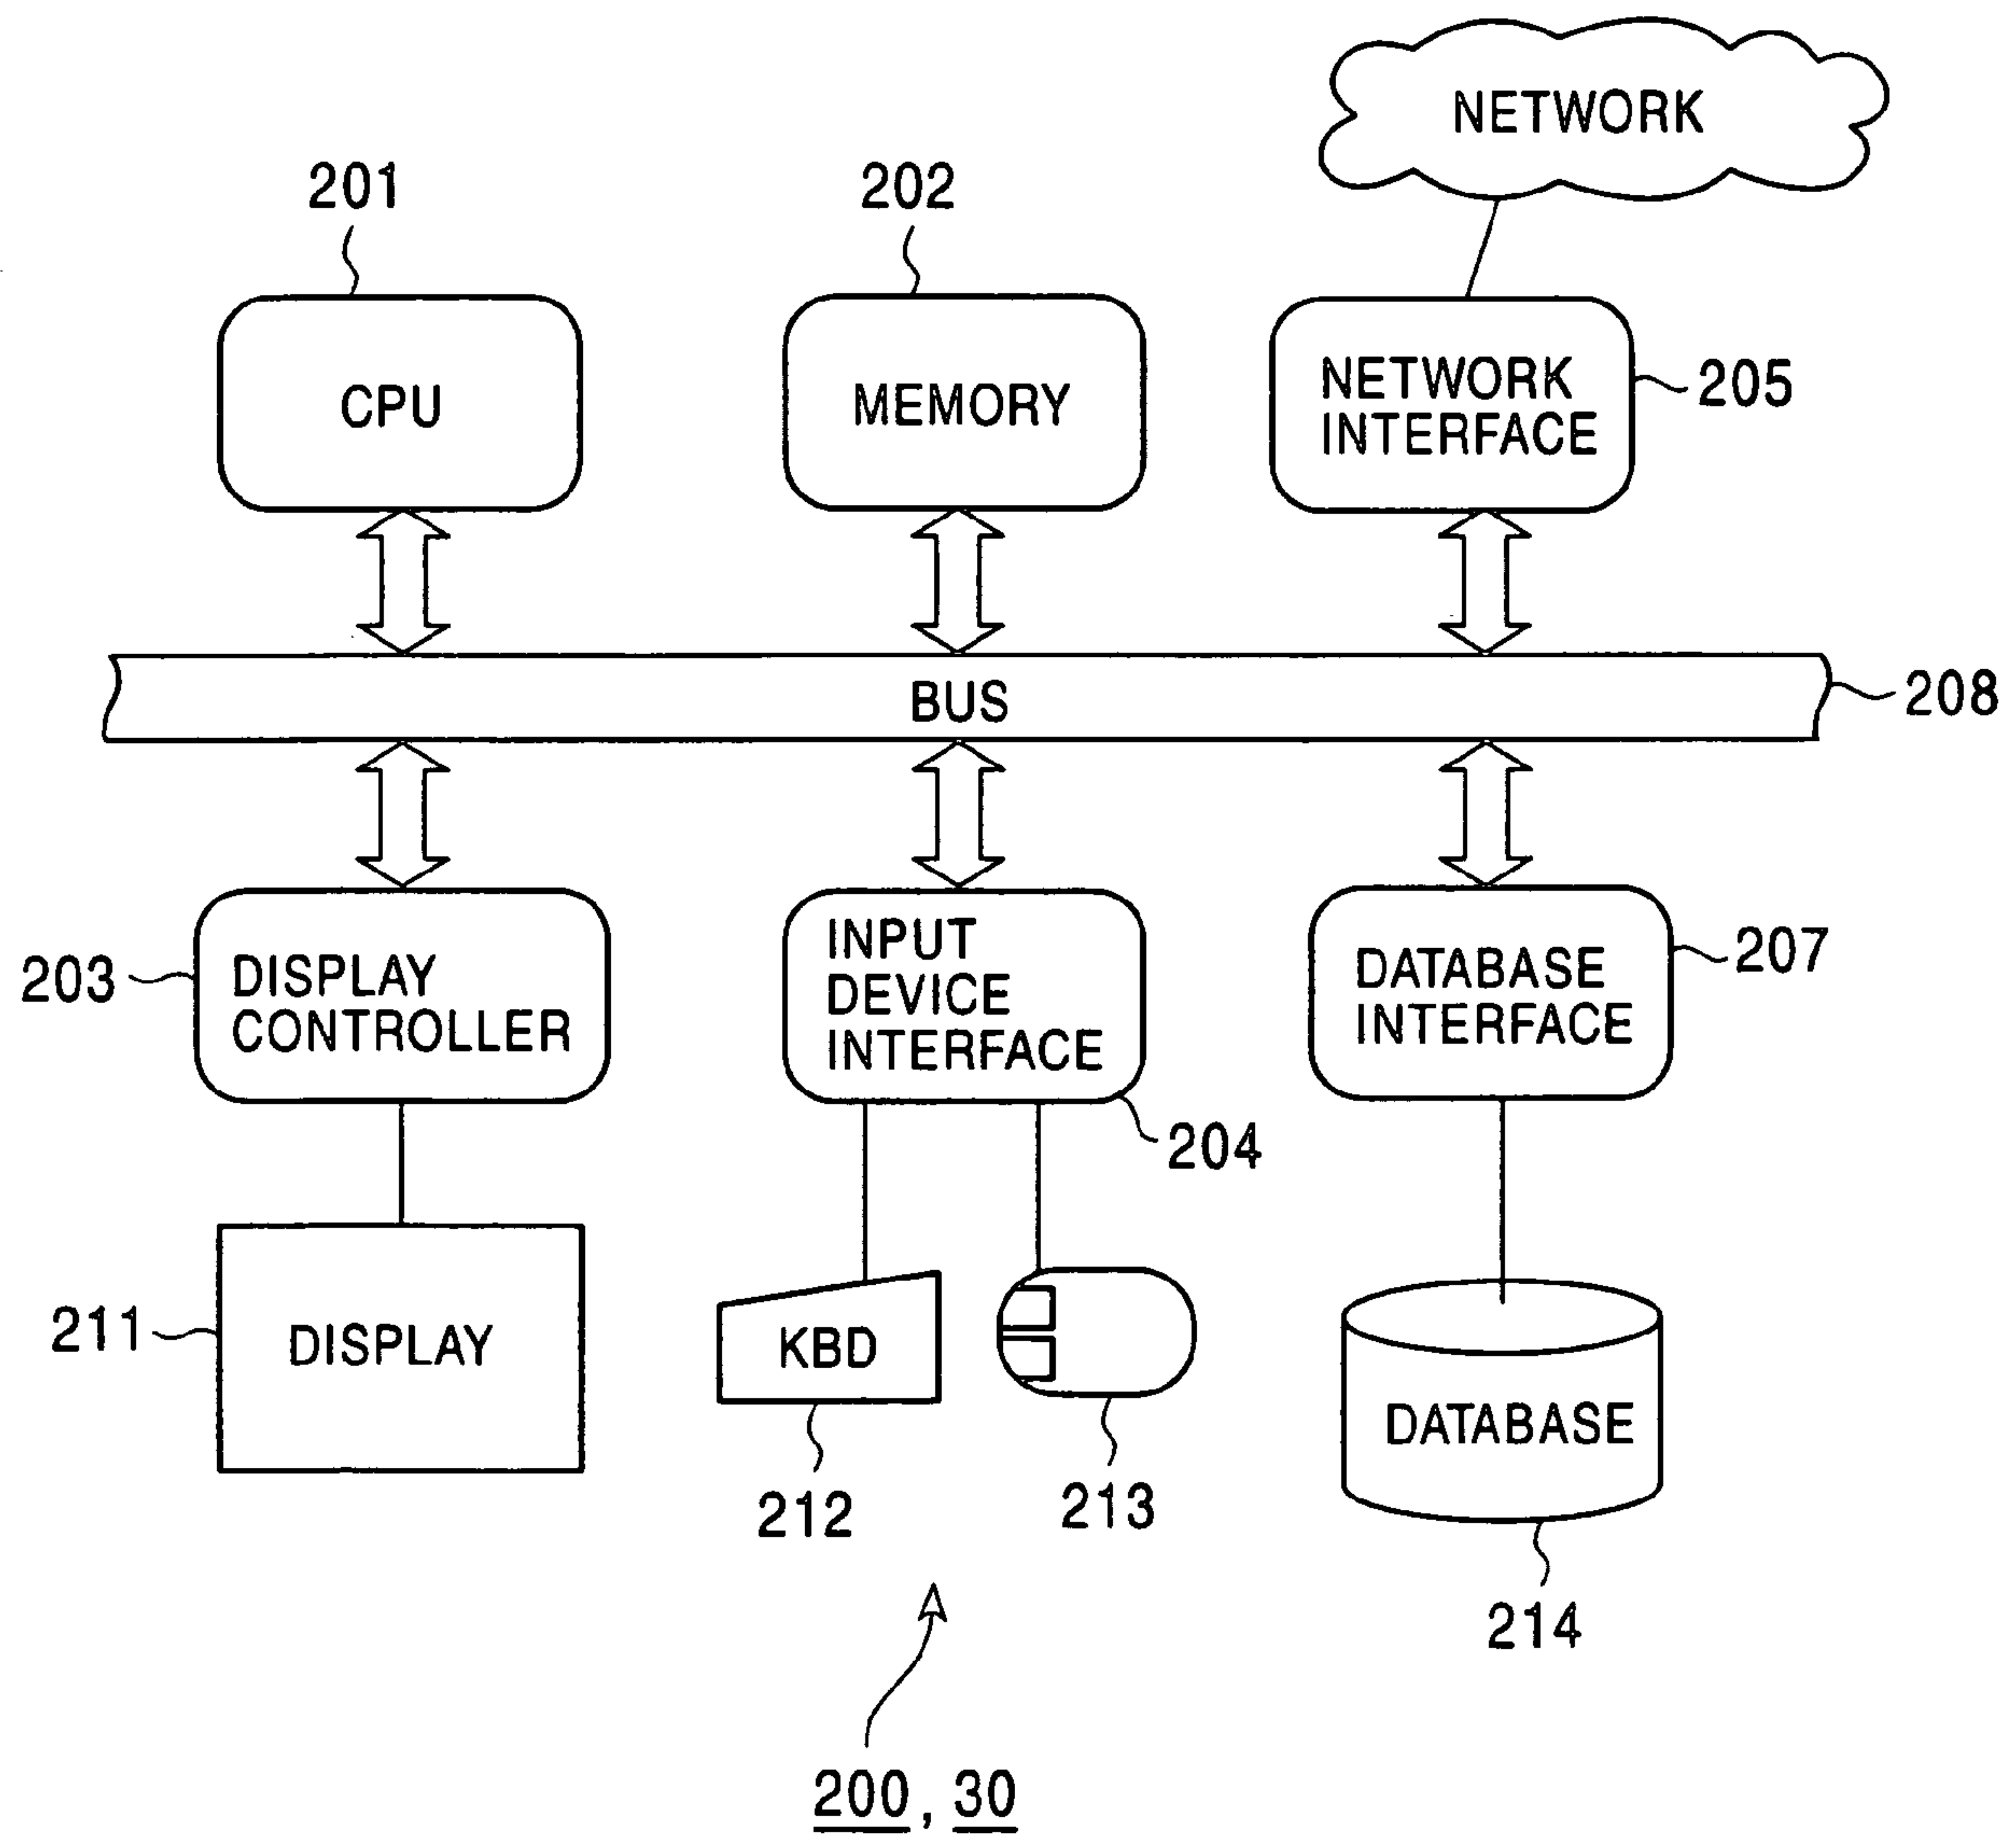 NETWORK
201
202
CPU
MEMORY
NETWORK
INTERFACE
205
BUS
208
203
DISPLAY
CONTROLLER
INPUT
DEVICE
INTERFACE
204
DATABASE
INTERFACE
207
211
DISPLAY
KBD
212
213
DATABASE
214
200, 30